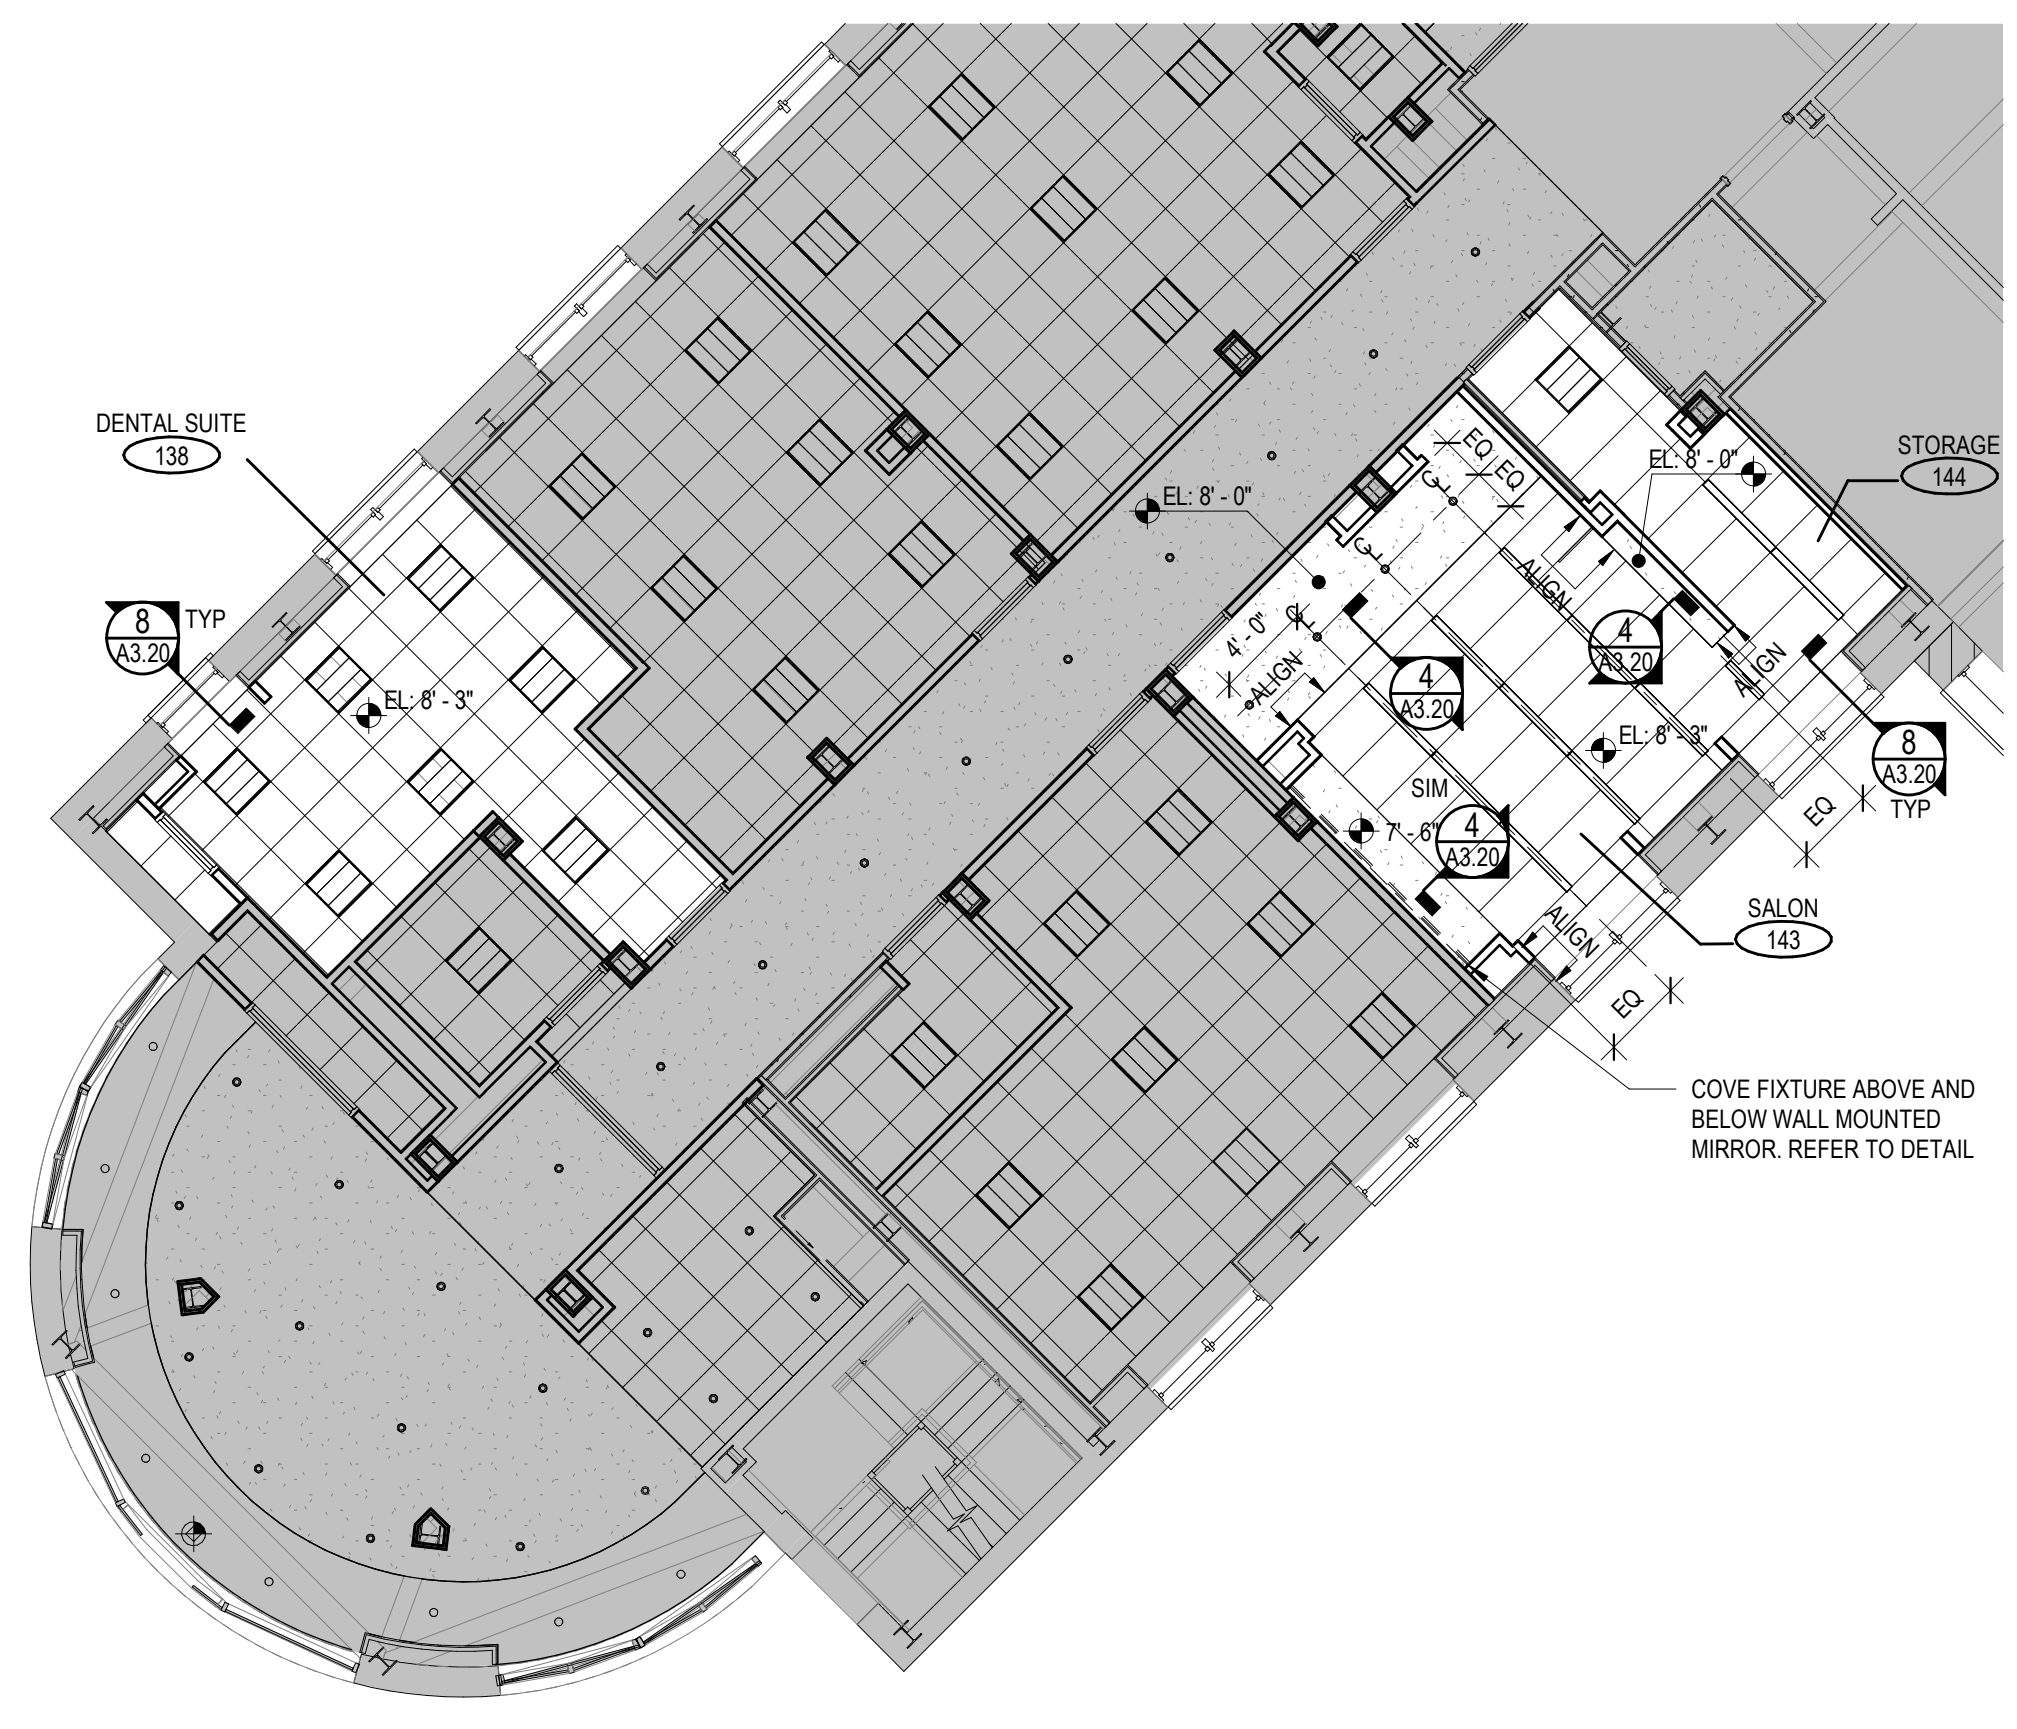 DENTAL SUITE
138
8
A3.20
TYP
EL: 8' - 3"
EL: 8' - 0"
EQ
EQ
EL: 8' - 0"
STORAGE
144
ALIGN
4
A3.20
4' - 0"
ALIGN
4
A3.20
ALIGN
EL: 8' - 3"
8
A3.20
TYP
EQ
SIM
4
A3.20
7' - 6"
SALON
143
ALIGN
EQ
COVE FIXTURE ABOVE AND
BELOW WALL MOUNTED
MIRROR. REFER TO DETAIL